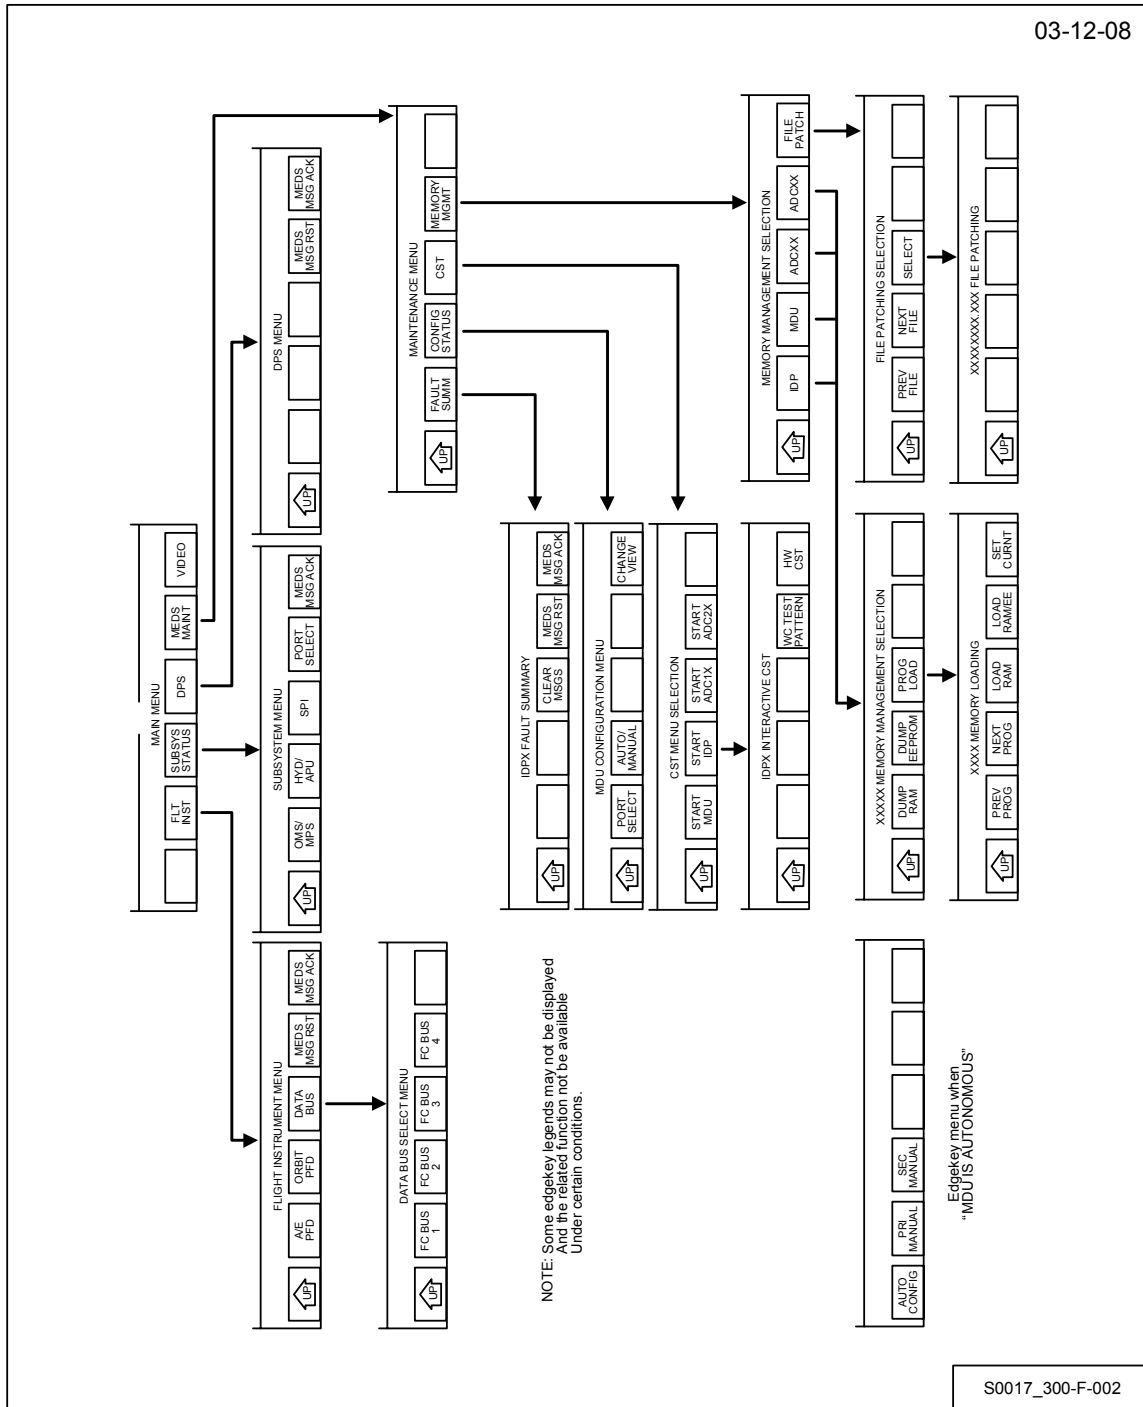 03-12-08
MAIN MENU
FLT
INST
SUBSYS
STATUS
DPS
MEDS
MAINT
VIDEO
FLIGHT INSTRUMENT MENU
UP
A/E
PFD
ORBIT
PFD
DATA
BUS
MEDS
MSG RST
MEDS
MSG ACK
SUBSYSTEM MENU
UP
OMS/
MPS
HYD/
APU
SPI
PORT
SELECT
MEDS
MSG ACK
DPS MENU
UP
MEDS
MSG RST
MEDS
MSG ACK
DATA BUS SELECT MENU
UP
FC BUS
1
FC BUS
2
FC BUS
3
FC BUS
4
MAINTENANCE MENU
UP
FAULT
SUMM
CONFIG
STATUS
CST
MEMORY
MGMT
NOTE: Some edgekey legends may not be displayed
And the related function not be available
Under certain conditions.
IDPX FAULT SUMMARY
UP
CLEAR
MSGS
MEDS
MSG RST
MEDS
MSG ACK
MDU CONFIGURATION MENU
UP
PORT
SELECT
AUTO/
MANUAL
CHANGE
VIEW
CST MENU SELECTION
UP
START
MDU
START
IDP
START
ADC1X
START
ADC2X
IDPX INTERACTIVE CST
UP
WC TEST
PATTERN
HW
CST
MEMORY MANAGEMENT SELECTION
UP
IDP
MDU
ADCXX
ADCXX
FILE
PATCH
AUTO
CONFIG
PRI
MANUAL
SEC
MANUAL
Edgekey menu when
“MDU IS AUTONOMOUS”
XXXXX MEMORY MANAGEMENT SELECTION
UP
DUMP
RAM
DUMP
EEPROM
PROG
LOAD
FILE PATCHING SELECTION
UP
PREV
FILE
NEXT
FILE
SELECT
XXXX MEMORY LOADING
UP
PREV
PROG
NEXT
PROG
LOAD
RAM
LOAD
RAM/EE
SET
CURNT
XXXXXXXX.XXX FILE PATCHING
UP
S0017_300-F-002